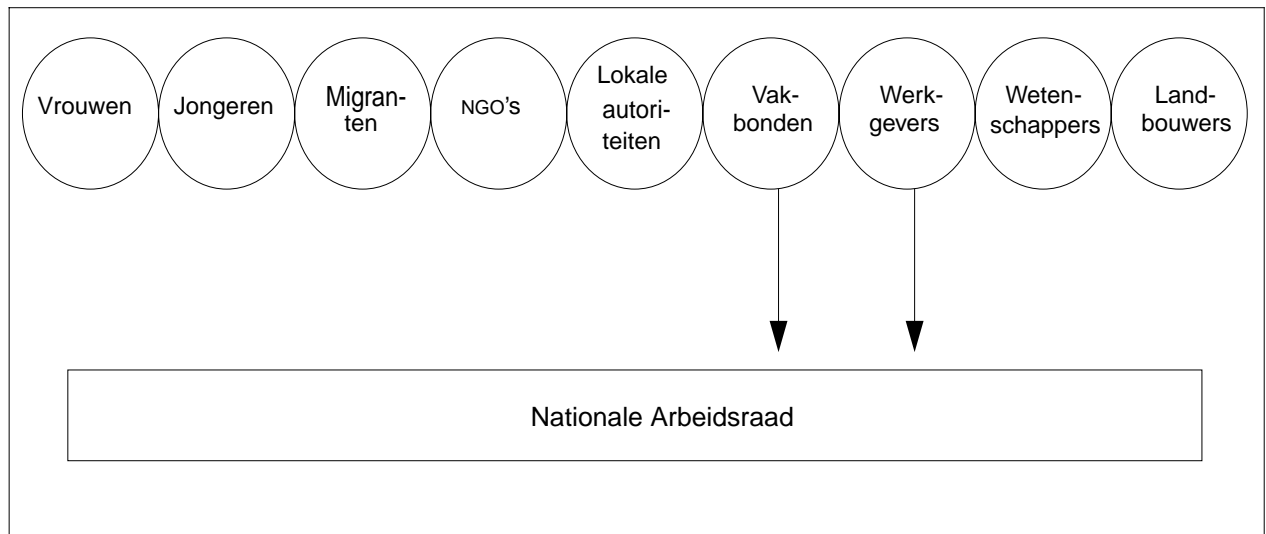 Vrouwen
Jongeren
Migran-
ten
NGO's
Lokale
autori-
teiten
Vak-
bonden
Werk-
gevers
Weten-
schappers
Land-
bouwers
Nationale Arbeidsraad